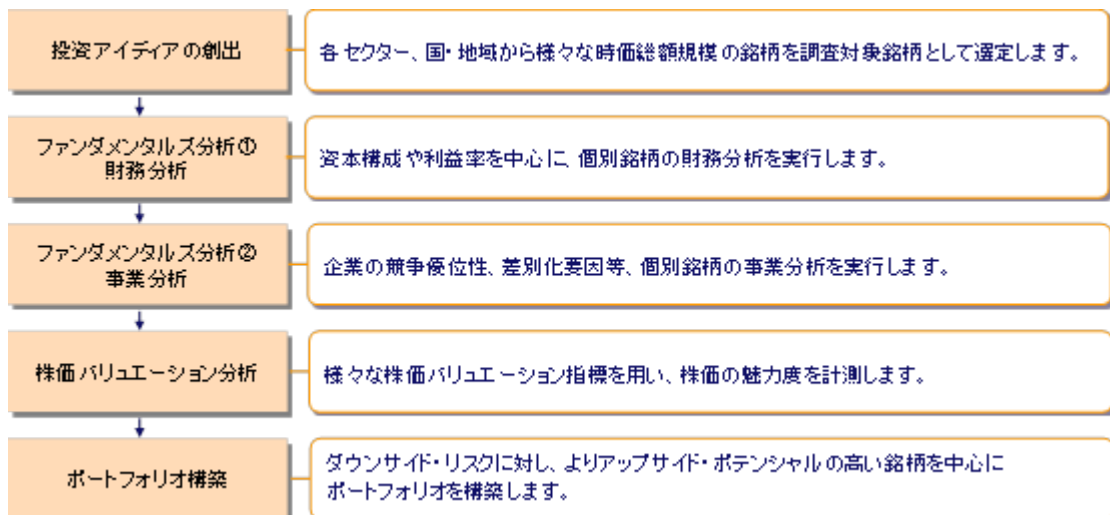 投資アイディアの創出
各セクター、国・地域から様々な時価総額規模の銘柄を調査対象銘柄として選定します。
ファンダメンタルズ分析①
財務分析
資本構成や利益率を中心に、個別銘柄の財務分析を実行します。
ファンダメンタルズ分析②
事業分析
企業の競争優位性、差別化要因等、個別銘柄の事業分析を実行します。
株価バリュエーション分析
様々な株価バリュエーション指標を用い、株価の魅力度を計測します。
ポートフォリオ構築
ダウンサイド・リスクに対し、よりアップサイド・ポテンシャルの高い銘柄を中心に
ポートフォリオを構築します。